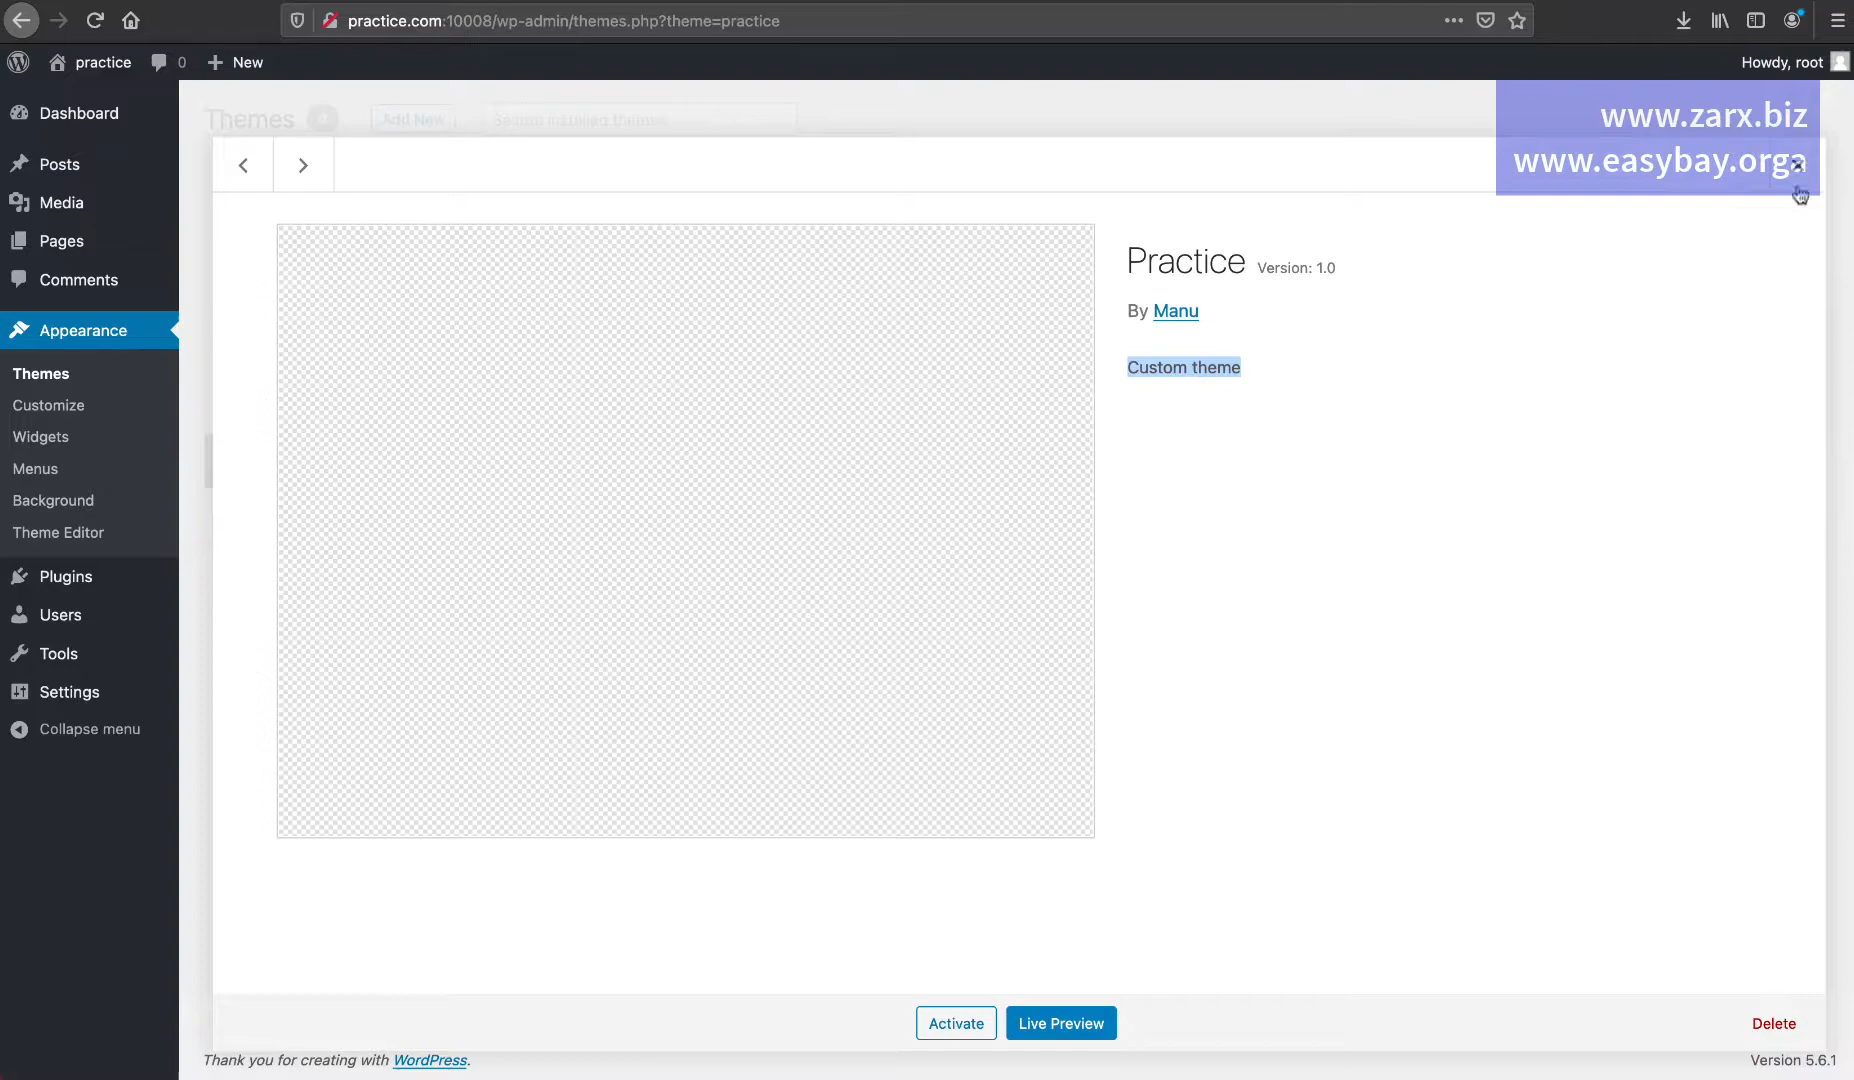 practice.com:10008/wp-admin/themes.php?theme=practice
practice
0
New
Howdy, root
www.zarx.biz
www.easybay.orga
Dashboard
Posts
Media
Pages
Comments
Appearance
Themes
Customize
Widgets
Menus
Background
Theme Editor
Plugins
Users
Tools
Settings
Collapse menu
Themes
Add New
Search installed themes
Practice Version: 1.0
By Manu
Custom theme
Activate
Live Preview
Delete
Thank you for creating with WordPress.
Version 5.6.1